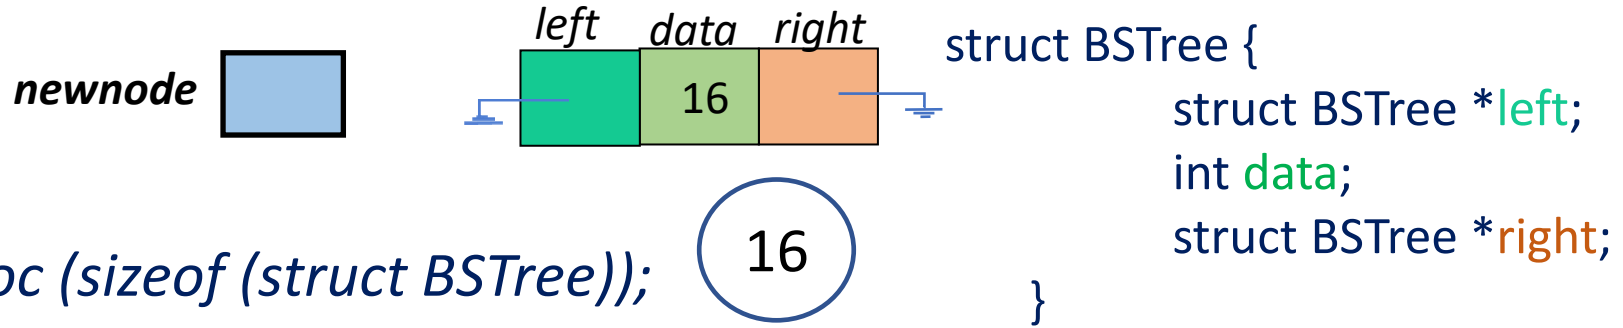 left data right
newnode
16
16
oc (sizeof (struct BSTree));
struct BSTree {
struct BSTree *left;
int data;
struct BSTree *right;
}